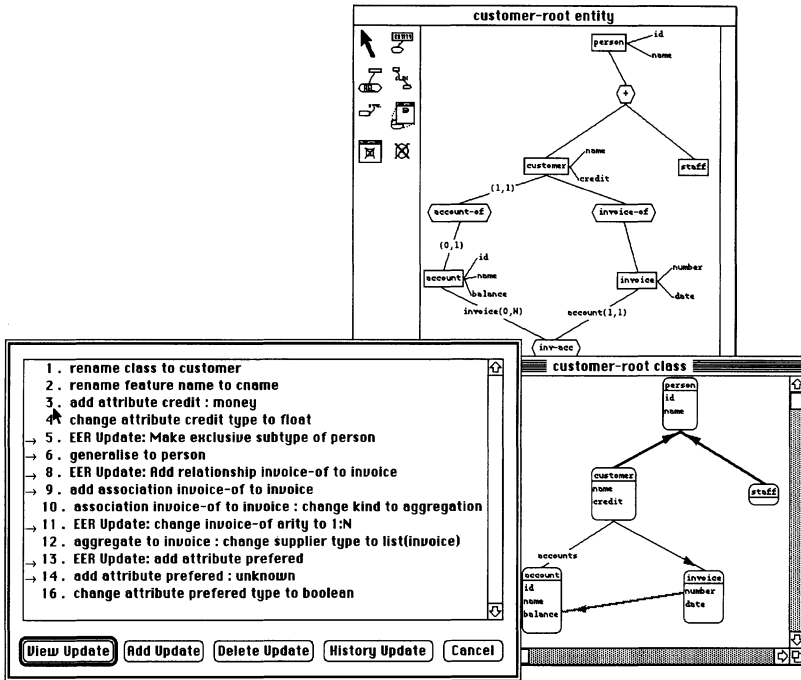 customer-root entity
person
id
name
+
customer
name
credit
staff
(1,1)
account-of
invoice-of
(0,1)
account
id
name
balance
invoice
number
date
invoice(0,N)
account(1,1)
inv-acc
1. rename class to customer
2. rename feature name to cname
3. add attribute credit : money
4. change attribute credit type to float
→ 5. EER Update: Make exclusive subtype of person
→ 6. generalise to person
→ 8. EER Update: Add relationship invoice-of to invoice
→ 9. add association invoice-of to invoice
10. association invoice-of to invoice : change kind to aggregation
→ 11. EER Update: change invoice-of arity to 1:N
12. aggregate to invoice : change supplier type to list(invoice)
→ 13. EER Update: add attribute prefered
→ 14. add attribute prefered : unknown
16. change attribute prefered type to boolean
View Update
Add Update
Delete Update
History Update
Cancel
customer-root class
person
id
name
customer
name
credit
staff
accounts
account
id
name
balance
invoice
number
date